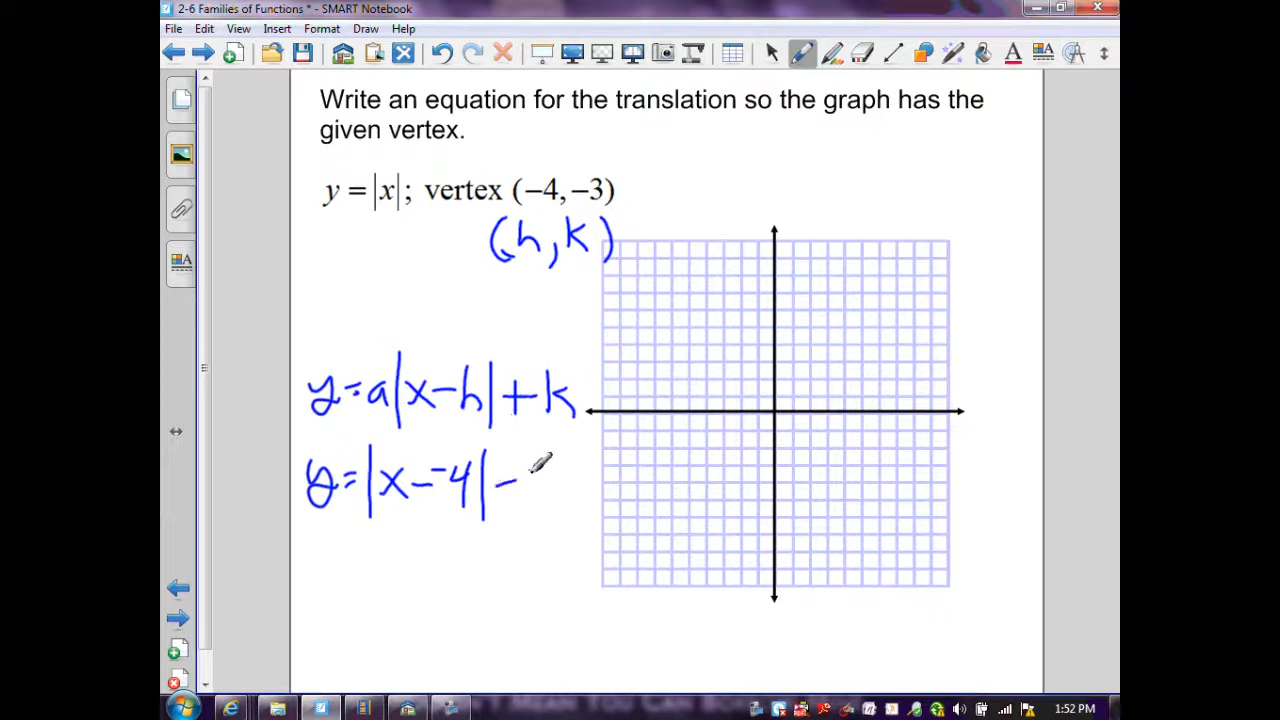 2-6 Families of Functions * - SMART Notebook
File Edit View Insert Format Draw Help
Write an equation for the translation so the graph has the
given vertex.
y = |x|; vertex (−4, −3)
(h, k)
y = a|x − h| + k
y = |x − -4| −
1:52 PM